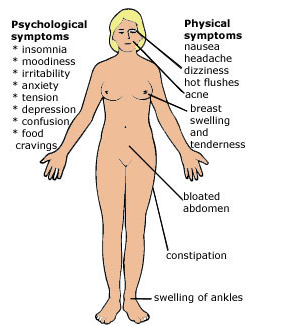 Psychological
symptoms
* insomnia
* moodiness
* irritability
* anxiety
* tension
* depression
* confusion
* food
cravings
Physical
symptoms
nausea
headache
dizziness
hot flushes
acne
breast
swelling
and
tenderness
bloated
abdomen
constipation
swelling of ankles